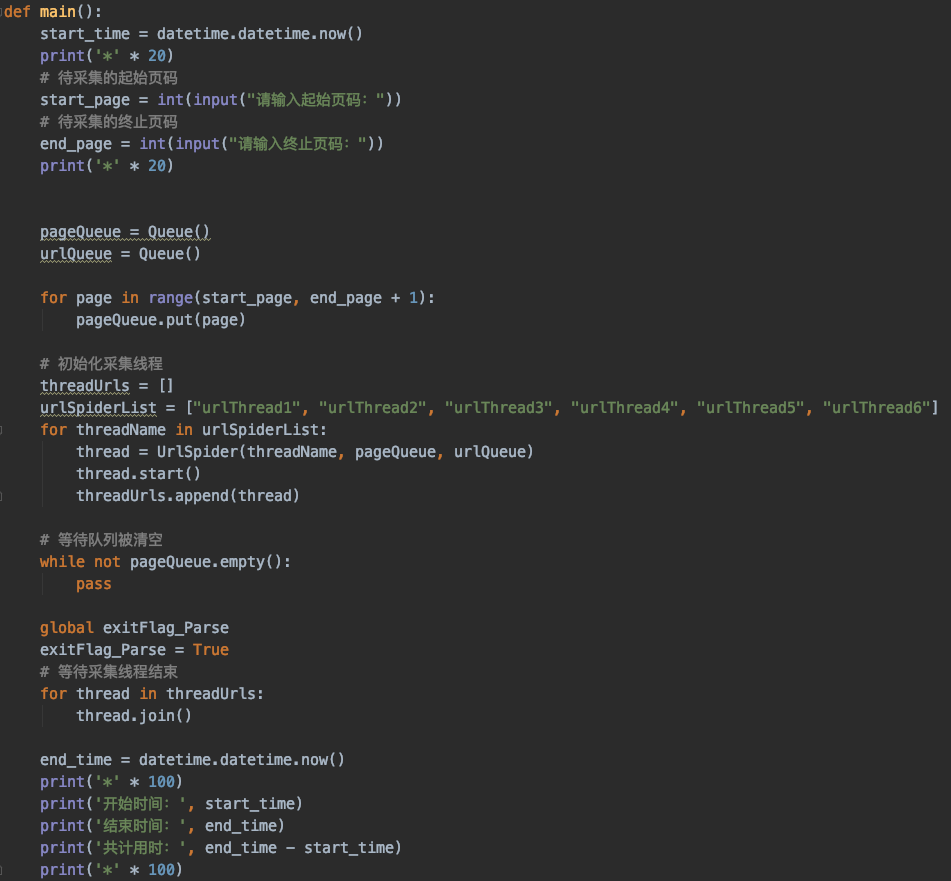 def main():
    start_time = datetime.datetime.now()
    print('*' * 20)
    # 待采集的起始页码
    start_page = int(input("请输入起始页码："))
    # 待采集的终止页码
    end_page = int(input("请输入终止页码："))
    print('*' * 20)
    pageQueue = Queue()
    urlQueue = Queue()
    for page in range(start_page, end_page + 1):
        pageQueue.put(page)
    # 初始化采集线程
    threadUrls = []
    urlSpiderList = ["urlThread1", "urlThread2", "urlThread3", "urlThread4", "urlThread5", "urlThread6"]
    for threadName in urlSpiderList:
        thread = UrlSpider(threadName, pageQueue, urlQueue)
        thread.start()
        threadUrls.append(thread)
    # 等待队列被清空
    while not pageQueue.empty():
        pass
    global exitFlag_Parse
    exitFlag_Parse = True
    # 等待采集线程结束
    for thread in threadUrls:
        thread.join()
    end_time = datetime.datetime.now()
    print('*' * 100)
    print('开始时间：', start_time)
    print('结束时间：', end_time)
    print('共计用时：', end_time - start_time)
    print('*' * 100)